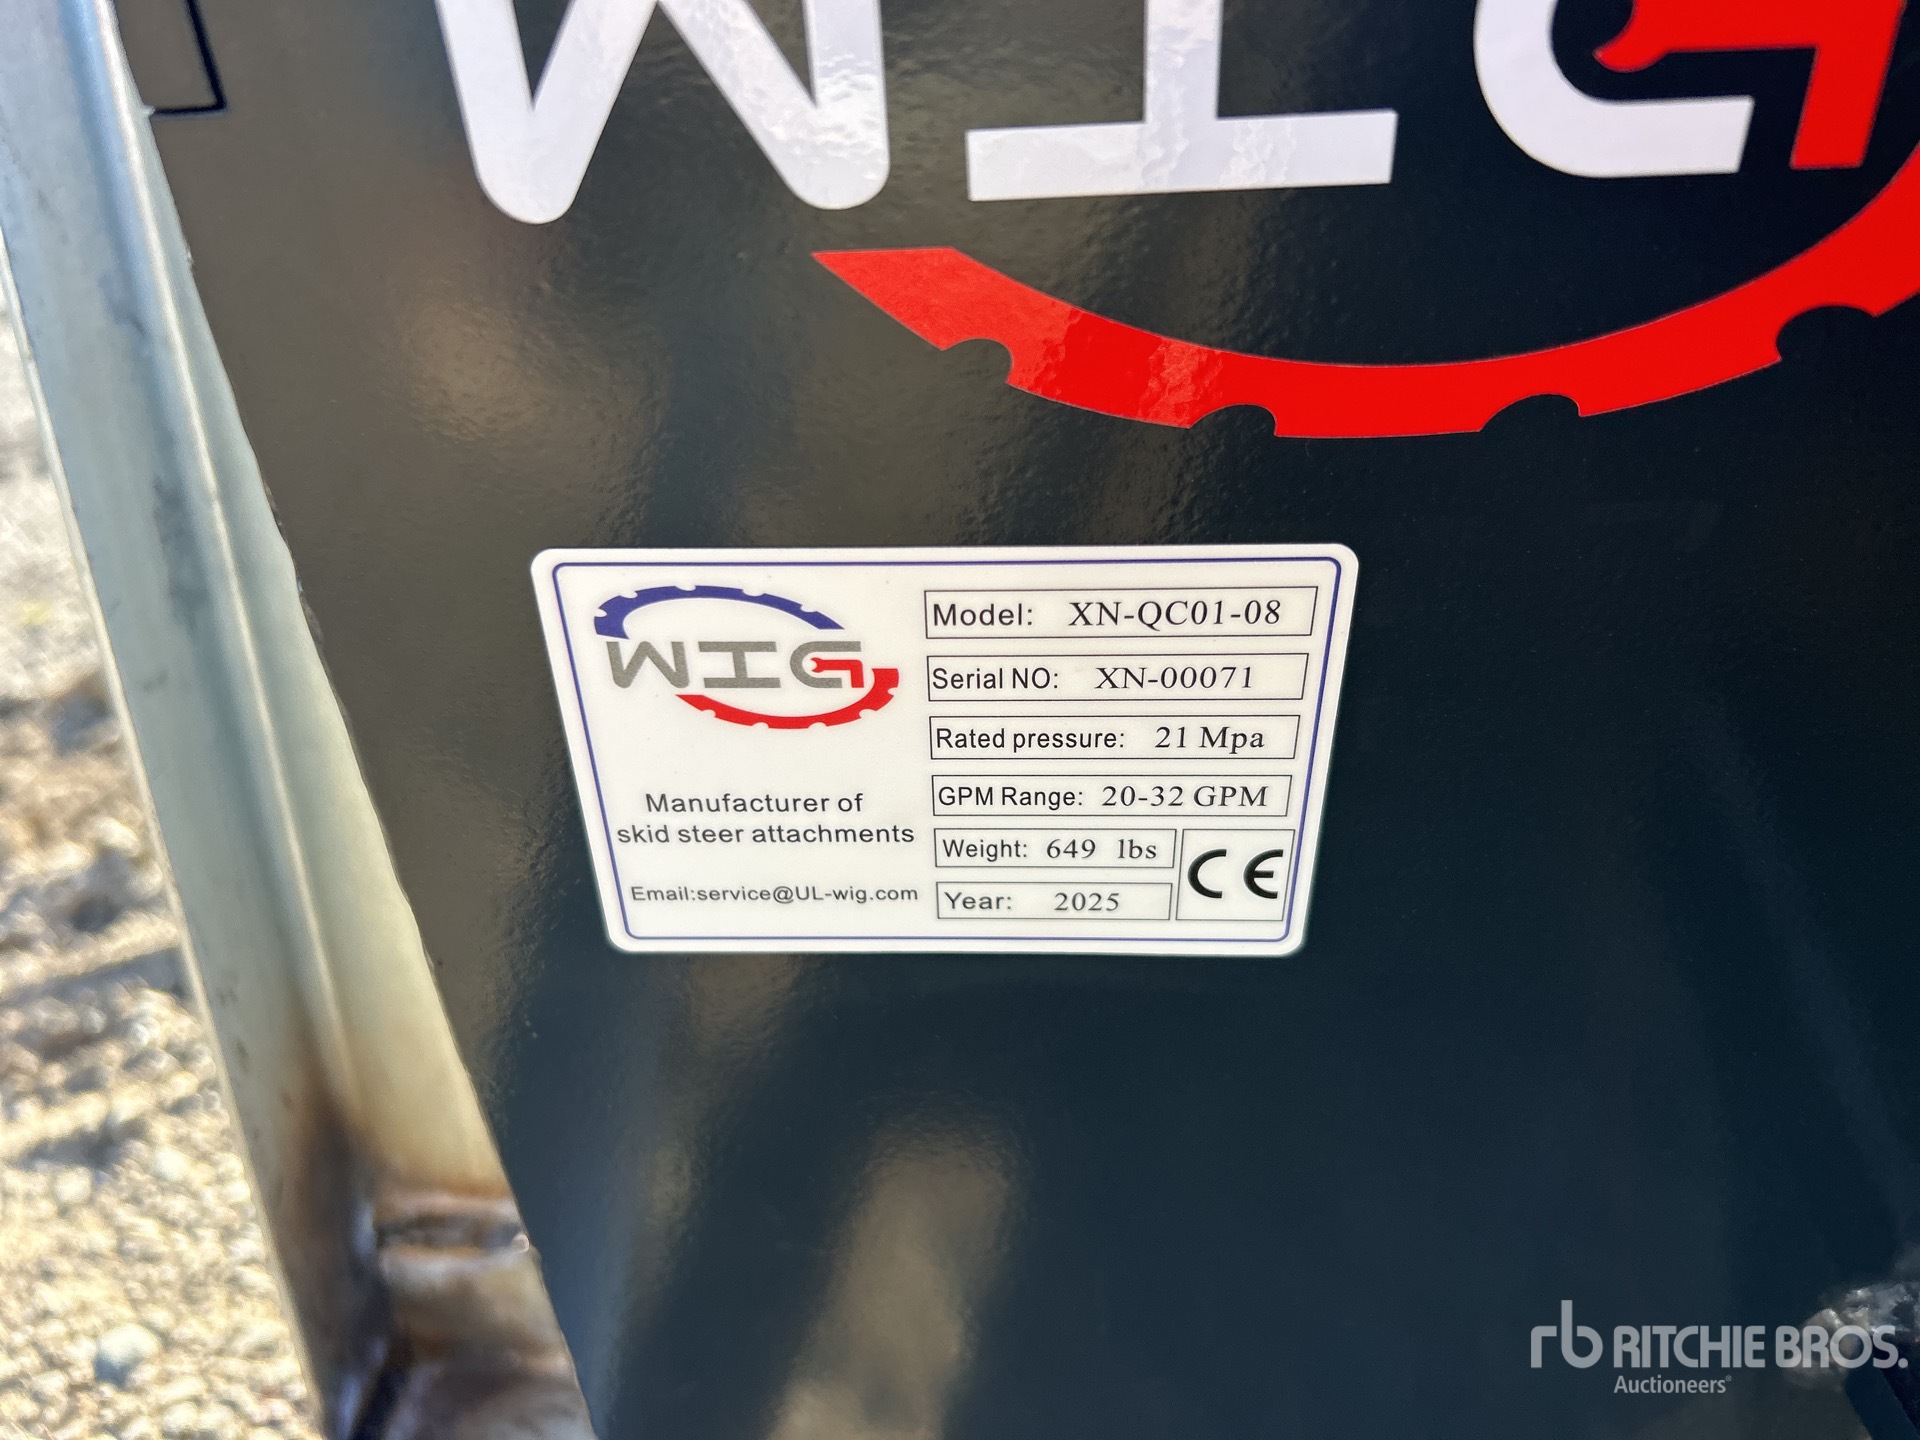 WIG
WIG
Manufacturer of
skid steer attachments
Email:service@UL-wig.com
Model: XN-QC01-08
Serial NO: XN-00071
Rated pressure: 21 Mpa
GPM Range: 20-32 GPM
Weight: 649 lbs
Year: 2025
CE
rb RITCHIE BROS.
Auctioneers®